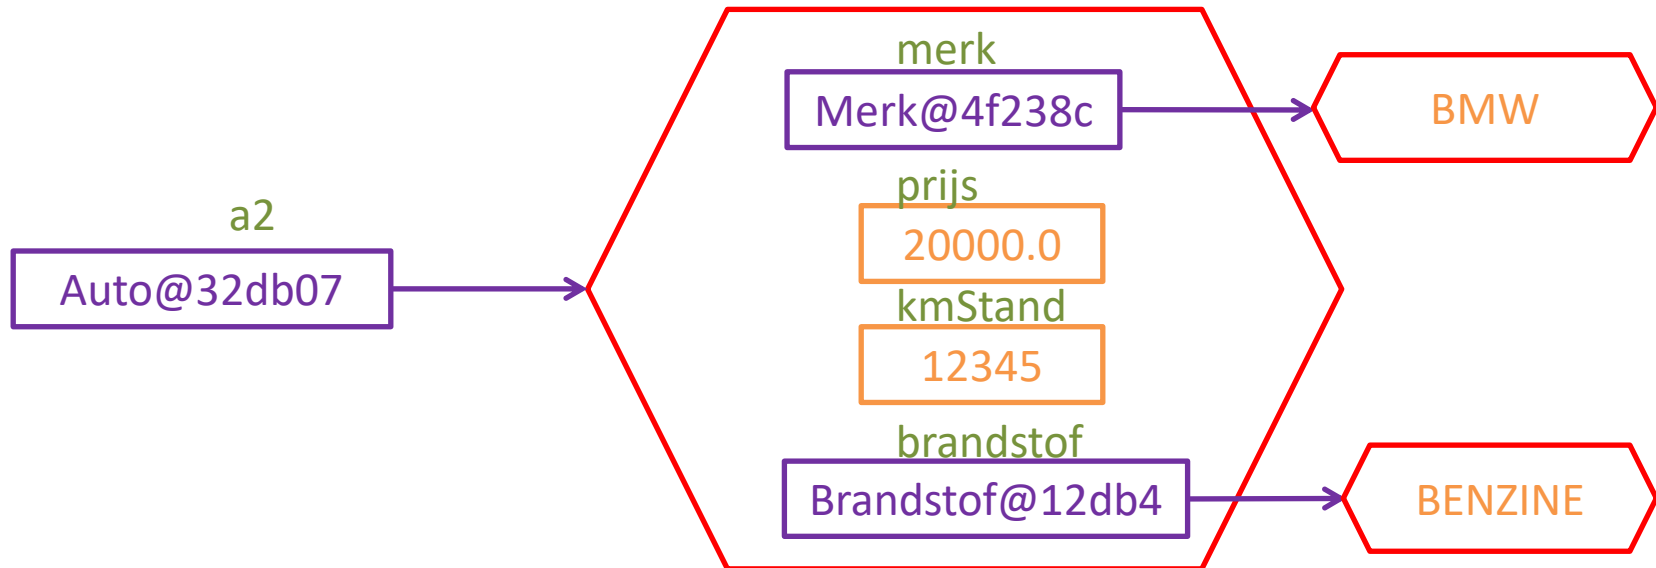 a2
Auto@32db07
merk
Merk@4f238c
BMW
prijs
20000.0
kmStand
12345
brandstof
Brandstof@12db4
BENZINE